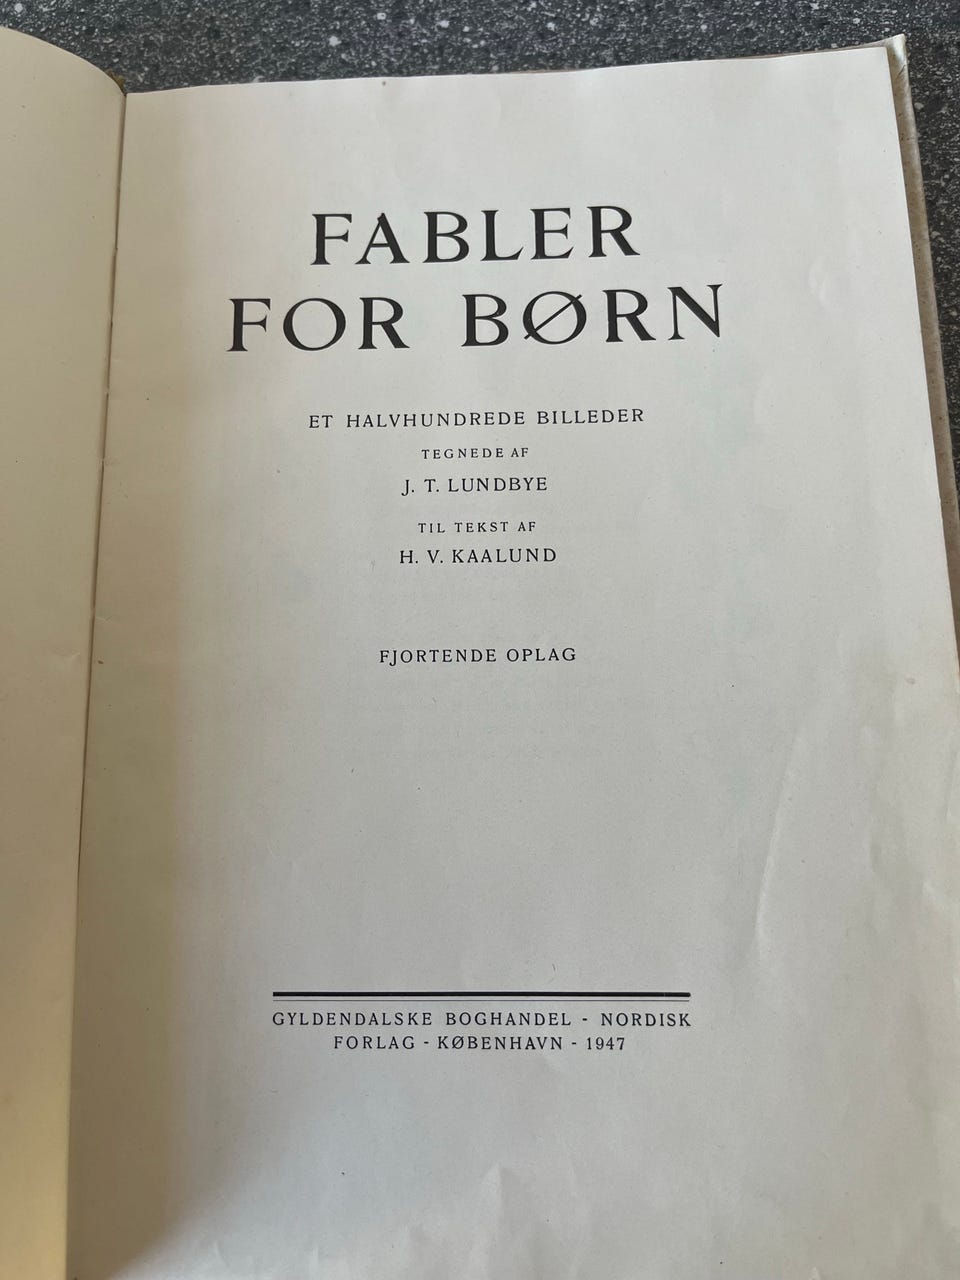 FABLER
FOR BØRN
ET HALVHUNDREDE BILLEDER
TEGNEDE AF
J. T. LUNDBYE
TIL TEKST AF
H. V. KAALUND
FJORTENDE OPLAG
GYLDENDALSKE BOGHANDEL - NORDISK
FORLAG - KØBENHAVN - 1947